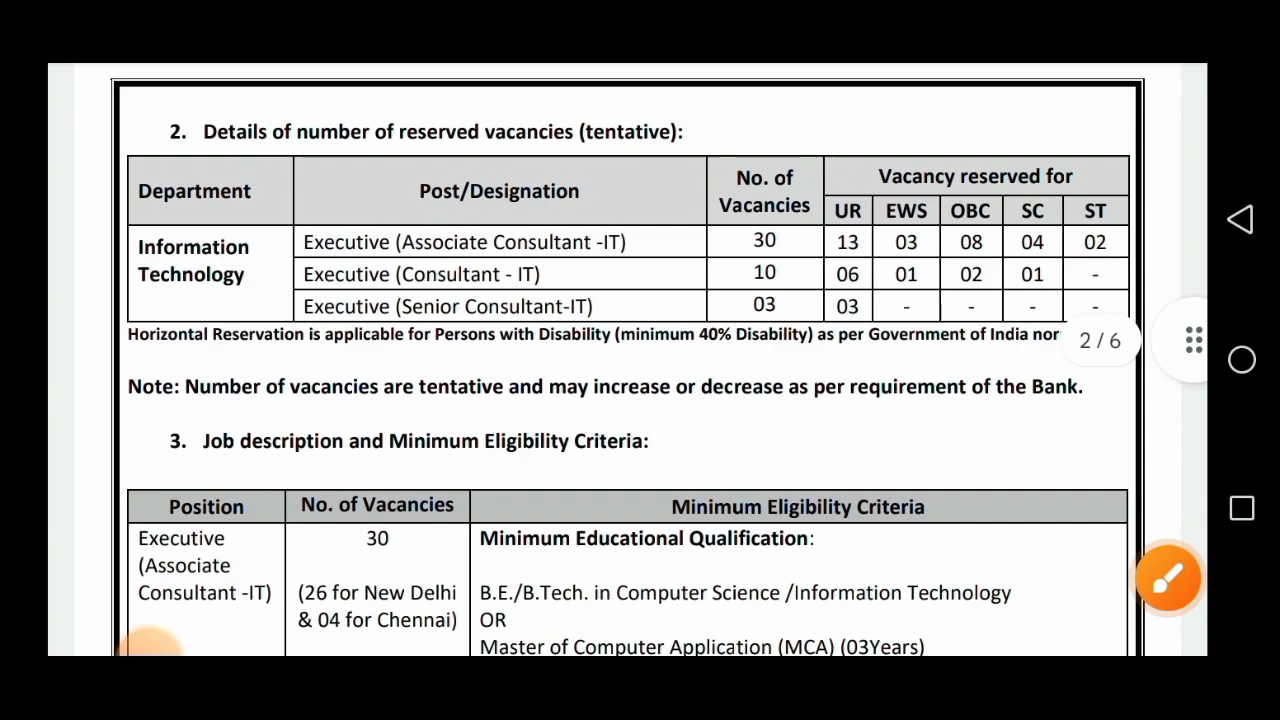 2. Details of number of reserved vacancies (tentative):
Department Post/Designation No. of Vacancies Vacancy reserved for
UR EWS OBC SC ST
Information Technology Executive (Associate Consultant -IT) 30 13 03 08 04 02
Executive (Consultant - IT) 10 06 01 02 01 -
Executive (Senior Consultant-IT) 03 03 - - - -
Horizontal Reservation is applicable for Persons with Disability (minimum 40% Disability) as per Government of India
2 / 6
Note: Number of vacancies are tentative and may increase or decrease as per requirement of the Bank.
3. Job description and Minimum Eligibility Criteria:
Position No. of Vacancies Minimum Eligibility Criteria
Executive 30 Minimum Educational Qualification:
(Associate
Consultant -IT) (26 for New Delhi B.E./B.Tech. in Computer Science /Information Technology
& 04 for Chennai) OR
Master of Computer Application (MCA) (03Years)